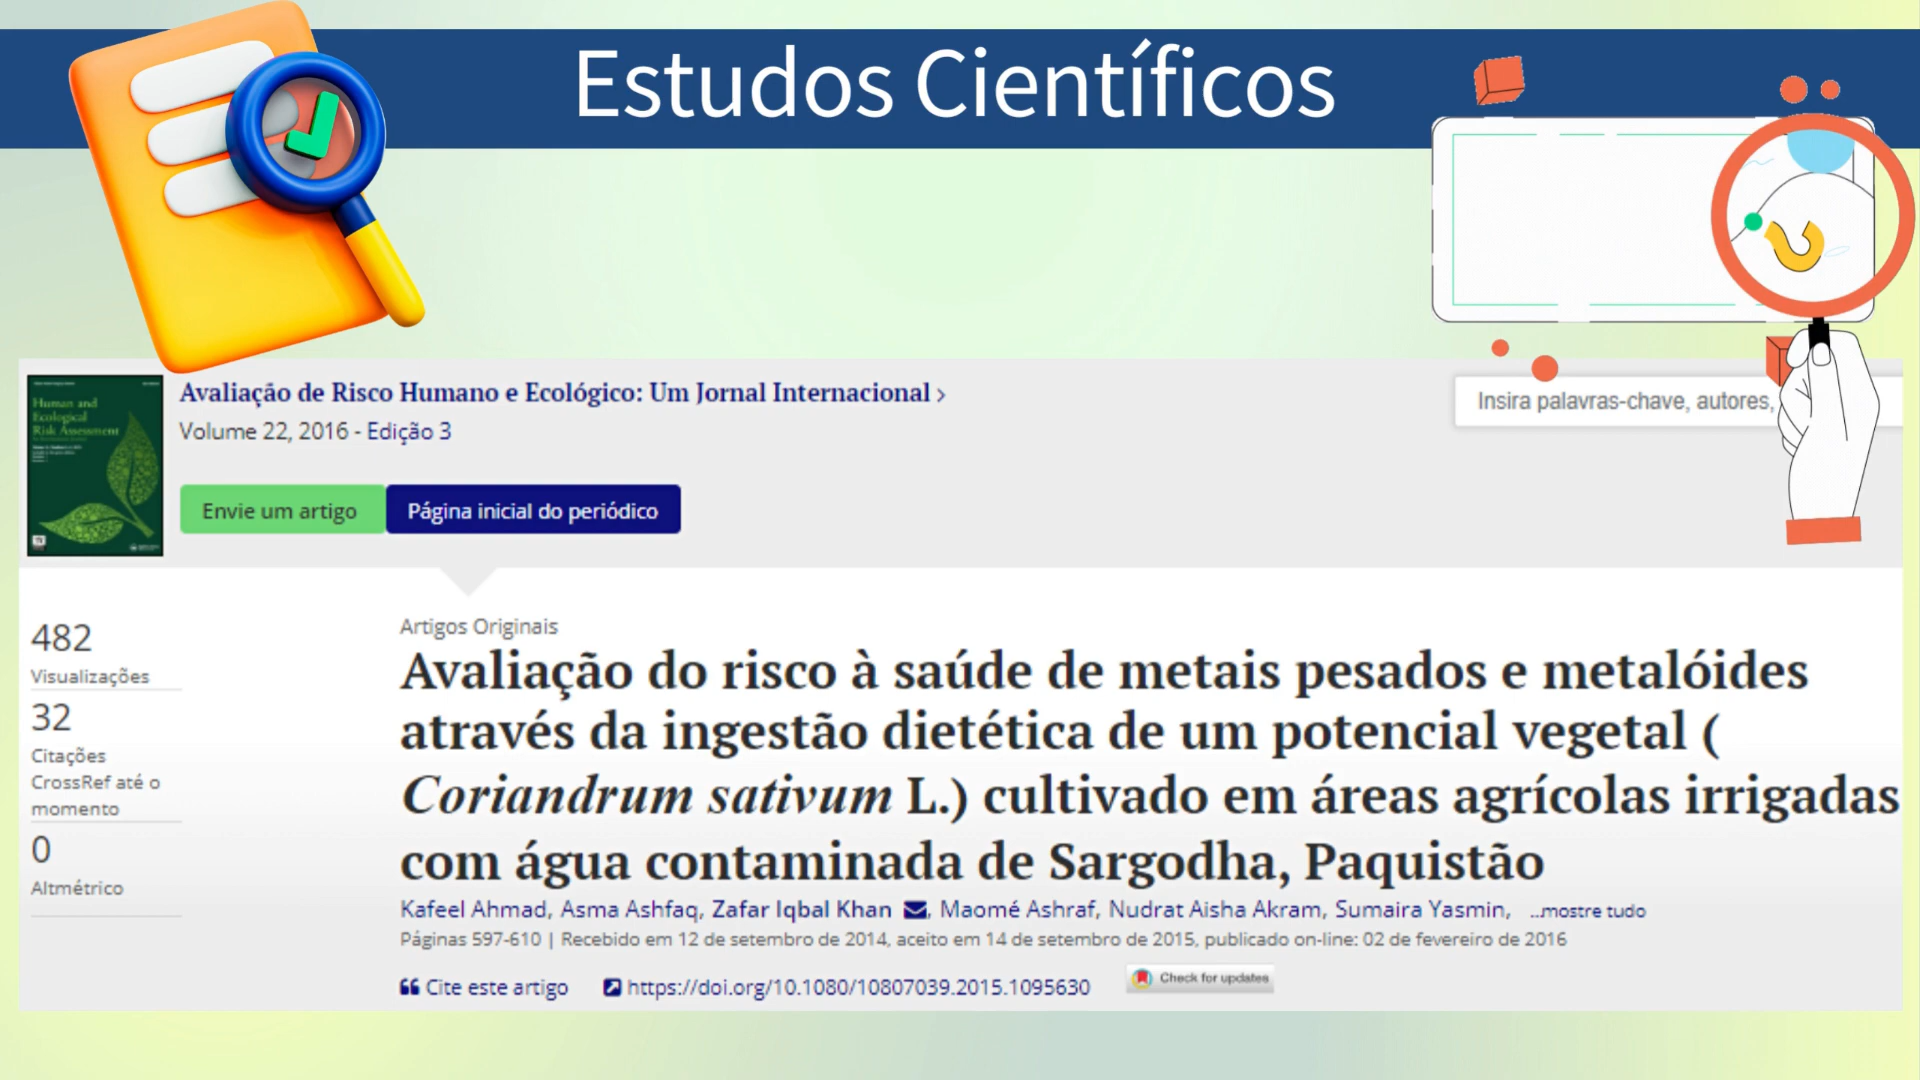 Estudos Científicos
Human and
Ecological
Risk Assessment
Avaliação de Risco Humano e Ecológico: Um Jornal Internacional >
Volume 22, 2016 - Edição 3
Insira palavras-chave, autores,
Envie um artigo
Página inicial do periódico
482
Visualizações
32
Citações
CrossRef até o
momento
0
Altmétrico
Artigos Originais
Avaliação do risco à saúde de metais pesados e metalóides
através da ingestão dietética de um potencial vegetal (
Coriandrum sativum L.) cultivado em áreas agrícolas irrigadas
com água contaminada de Sargodha, Paquistão
Kafeel Ahmad, Asma Ashfaq, Zafar Iqbal Khan , Maomé Ashraf, Nudrat Aisha Akram, Sumaira Yasmin, ...mostre tudo
Páginas 597-610 | Recebido em 12 de setembro de 2014, aceito em 14 de setembro de 2015, publicado on-line: 02 de fevereiro de 2016
Cite este artigo
https://doi.org/10.1080/10807039.2015.1095630
Check for updates